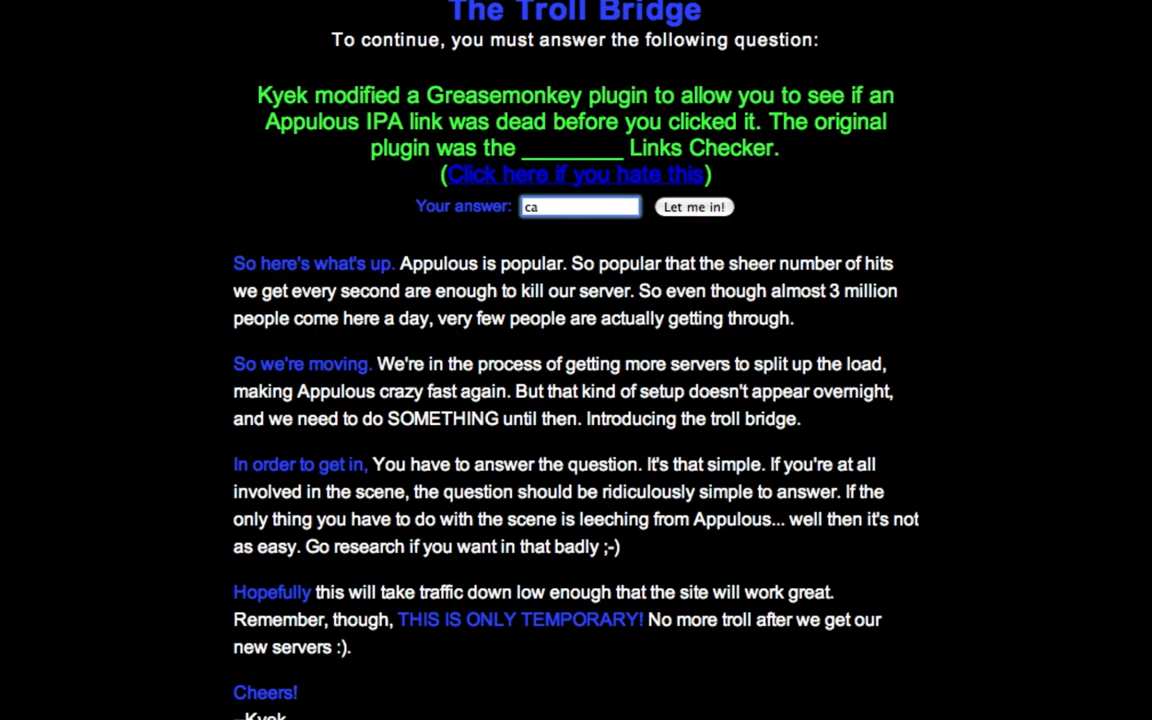 The Troll Bridge
To continue, you must answer the following question:
Kyek modified a Greasemonkey plugin to allow you to see if an
Appulous IPA link was dead before you clicked it. The original
plugin was the ________ Links Checker.
(Click here if you hate this)
Your answer: ca Let me in!
So here's what's up. Appulous is popular. So popular that the sheer number of hits
we get every second are enough to kill our server. So even though almost 3 million
people come here a day, very few people are actually getting through.
So we're moving. We're in the process of getting more servers to split up the load,
making Appulous crazy fast again. But that kind of setup doesn't appear overnight,
and we need to do SOMETHING until then. Introducing the troll bridge.
In order to get in, You have to answer the question. It's that simple. If you're at all
involved in the scene, the question should be ridiculously simple to answer. If the
only thing you have to do with the scene is leeching from Appulous... well then it's not
as easy. Go research if you want in that badly ;-)
Hopefully this will take traffic down low enough that the site will work great.
Remember, though, THIS IS ONLY TEMPORARY! No more troll after we get our
new servers :).
Cheers!
--Kyek